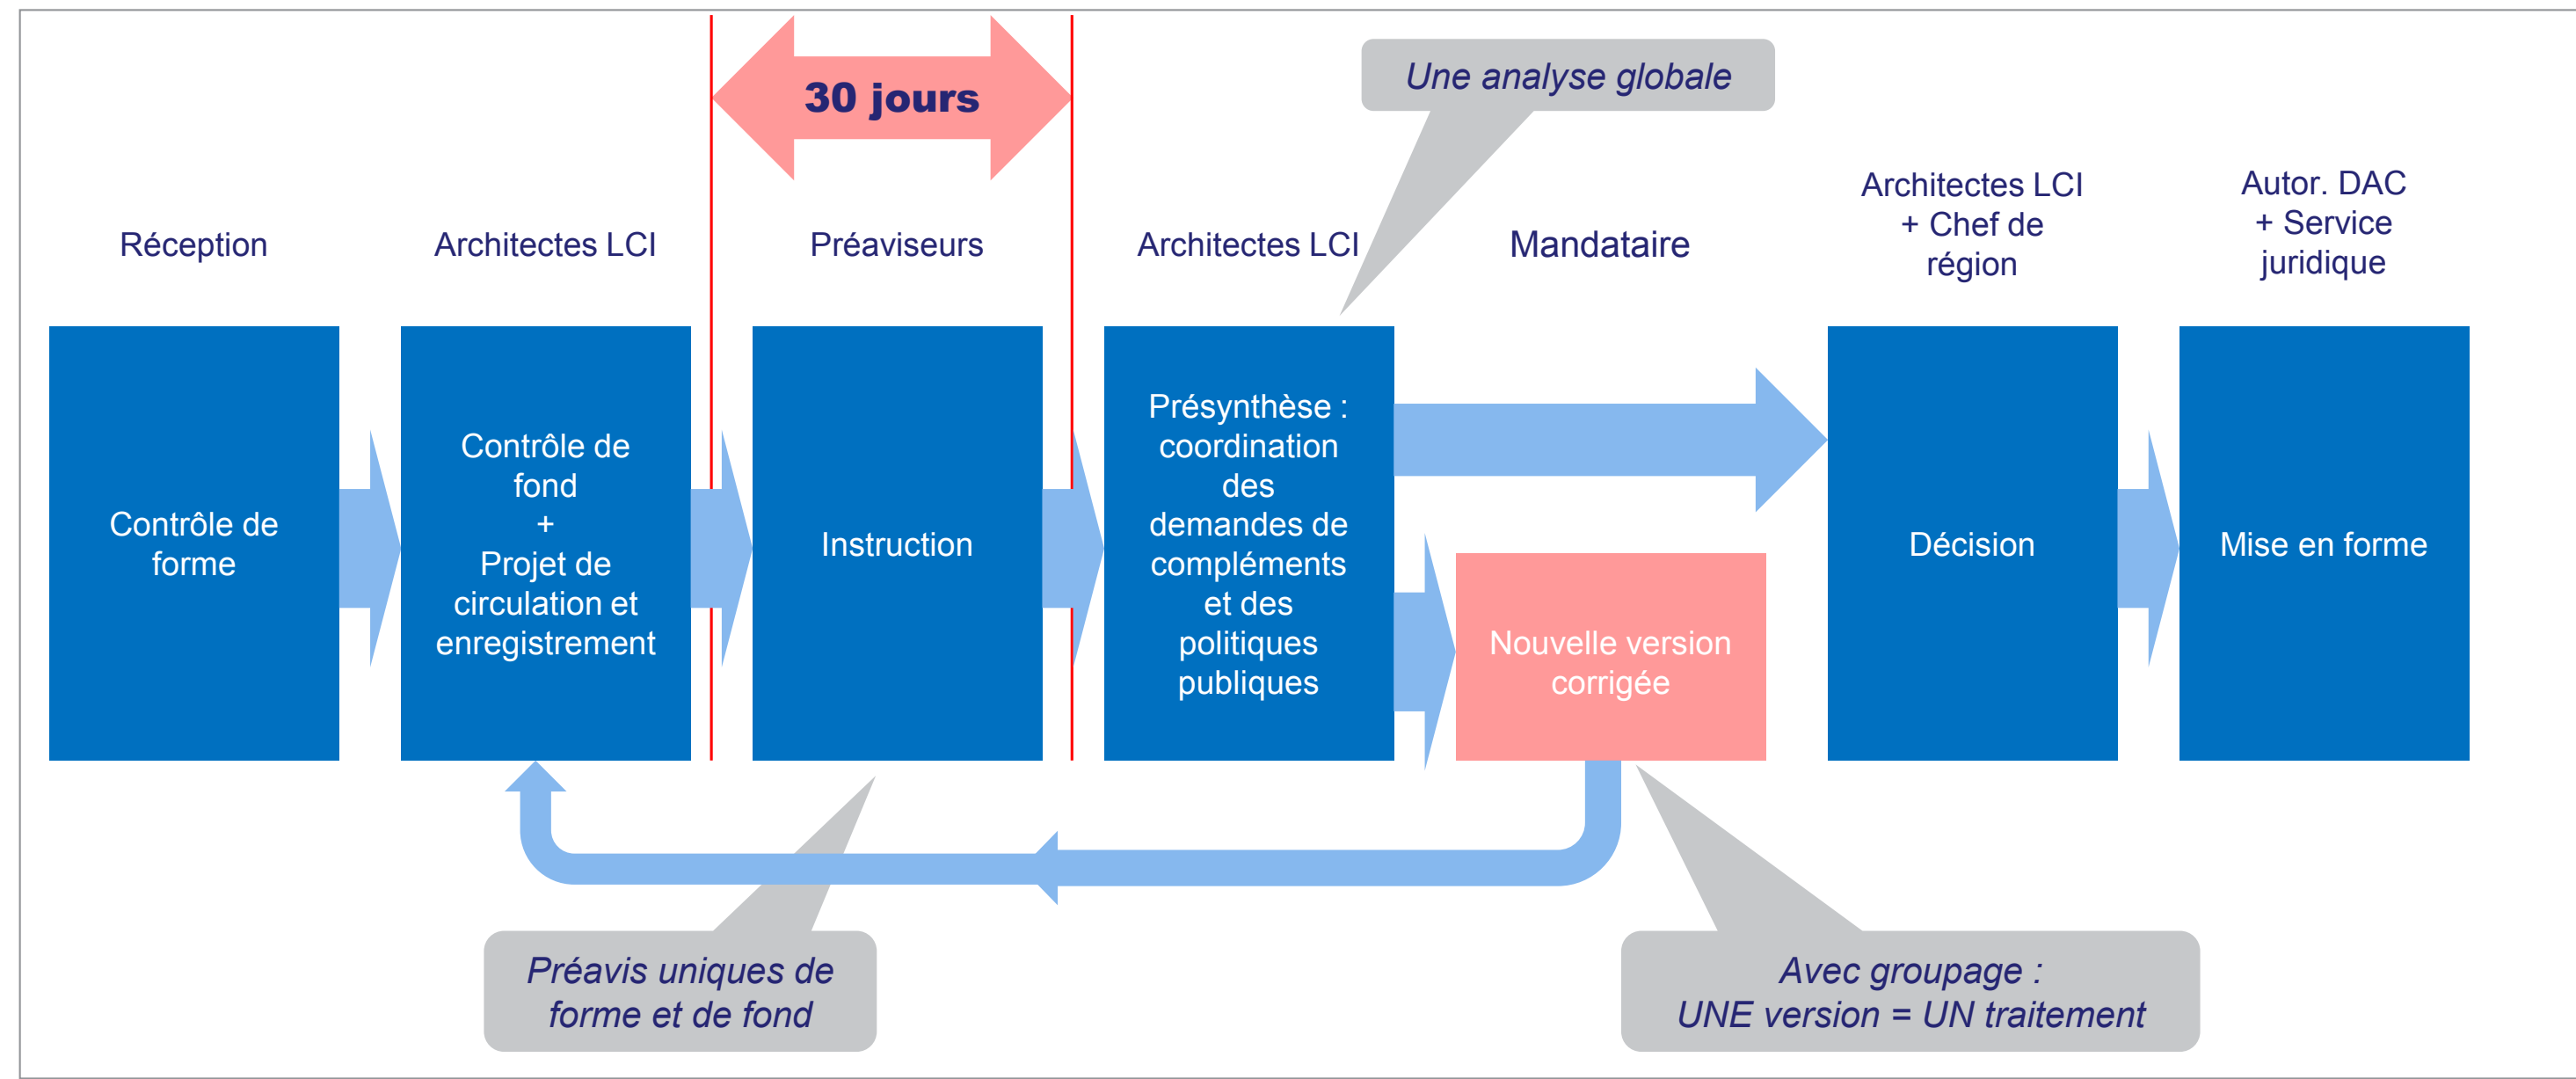 30 jours
Une analyse globale
Réception
Architectes LCI
Préaviseurs
Architectes LCI
Mandataire
Architectes LCI
+ Chef de
région
Autor. DAC
+ Service
juridique
Contrôle de
forme
Contrôle de
fond
+
Projet de
circulation et
enregistrement
Instruction
Présynthèse :
coordination
des
demandes de
compléments
et des
politiques
publiques
Nouvelle version
corrigée
Décision
Mise en forme
Préavis uniques de
forme et de fond
Avec groupage :
UNE version = UN traitement